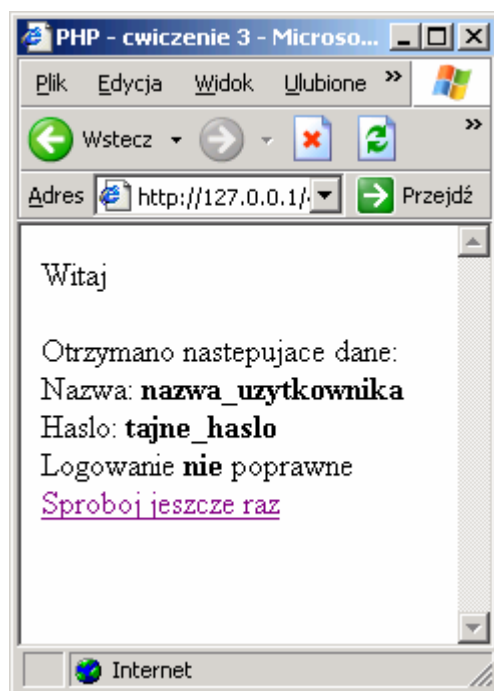 PHP - cwiczenie 3 - Microso...
Plik Edycja Widok Ulubione »
Wstecz »
Adres http://127.0.0.1/ Przejdź
Witaj
Otrzymano nastepujace dane:
Nazwa: nazwa_uzytkownika
Haslo: tajne_haslo
Logowanie nie poprawne
Sproboj jeszcze raz
Internet